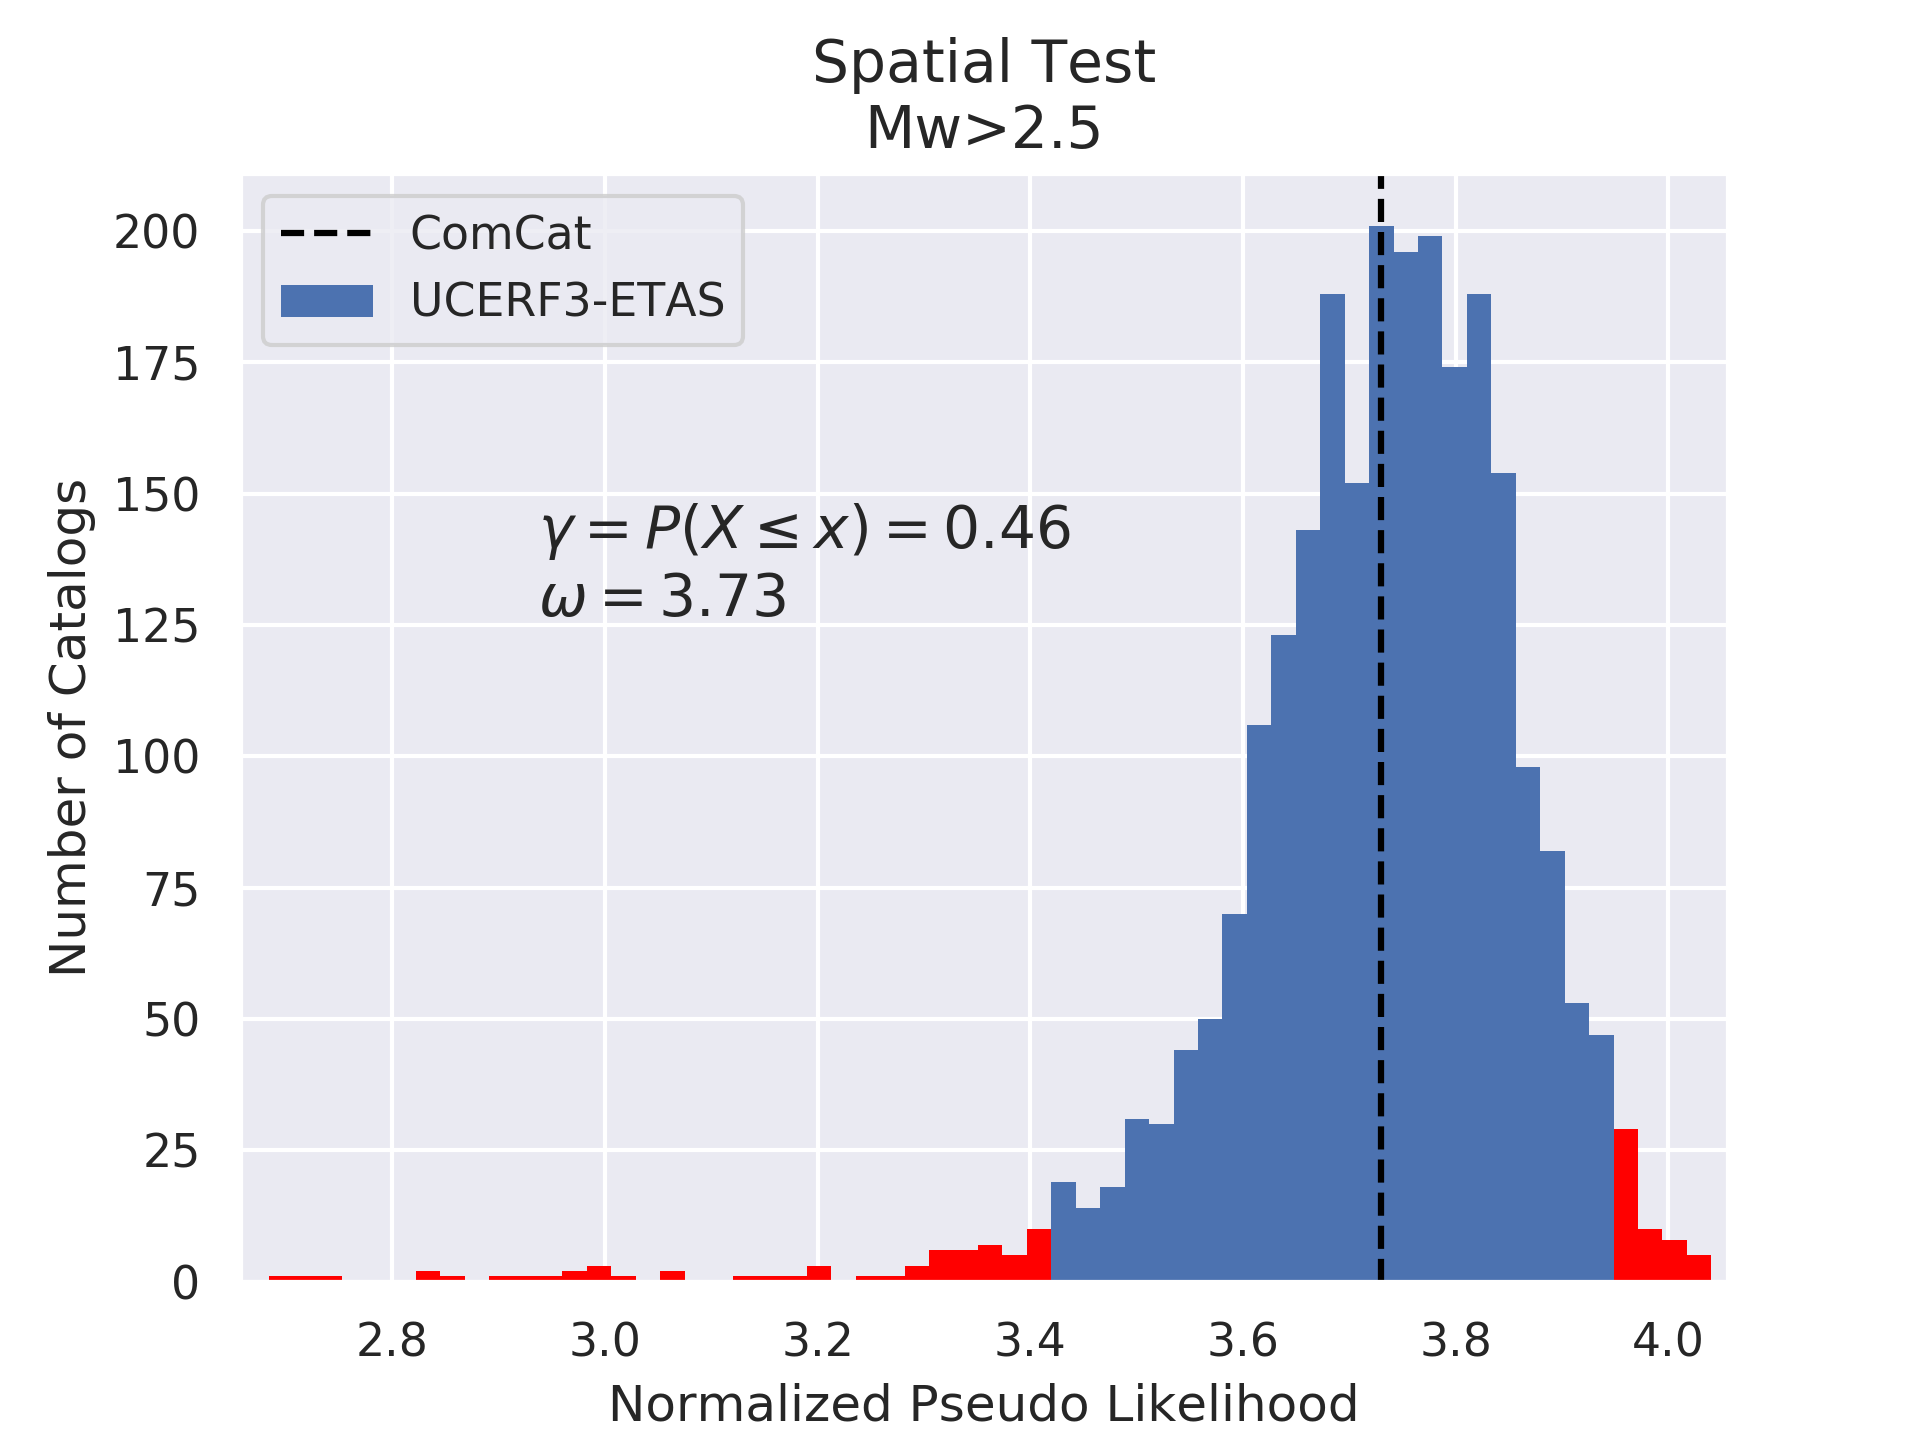 Spatial Test
Mw>2.5
ComCat
UCERF3-ETAS
γ = P(X ≤ x) = 0.46
ω = 3.73
Number of Catalogs
200
175
150
125
100
75
50
25
0
2.8 3.0 3.2 3.4 3.6 3.8 4.0
Normalized Pseudo Likelihood